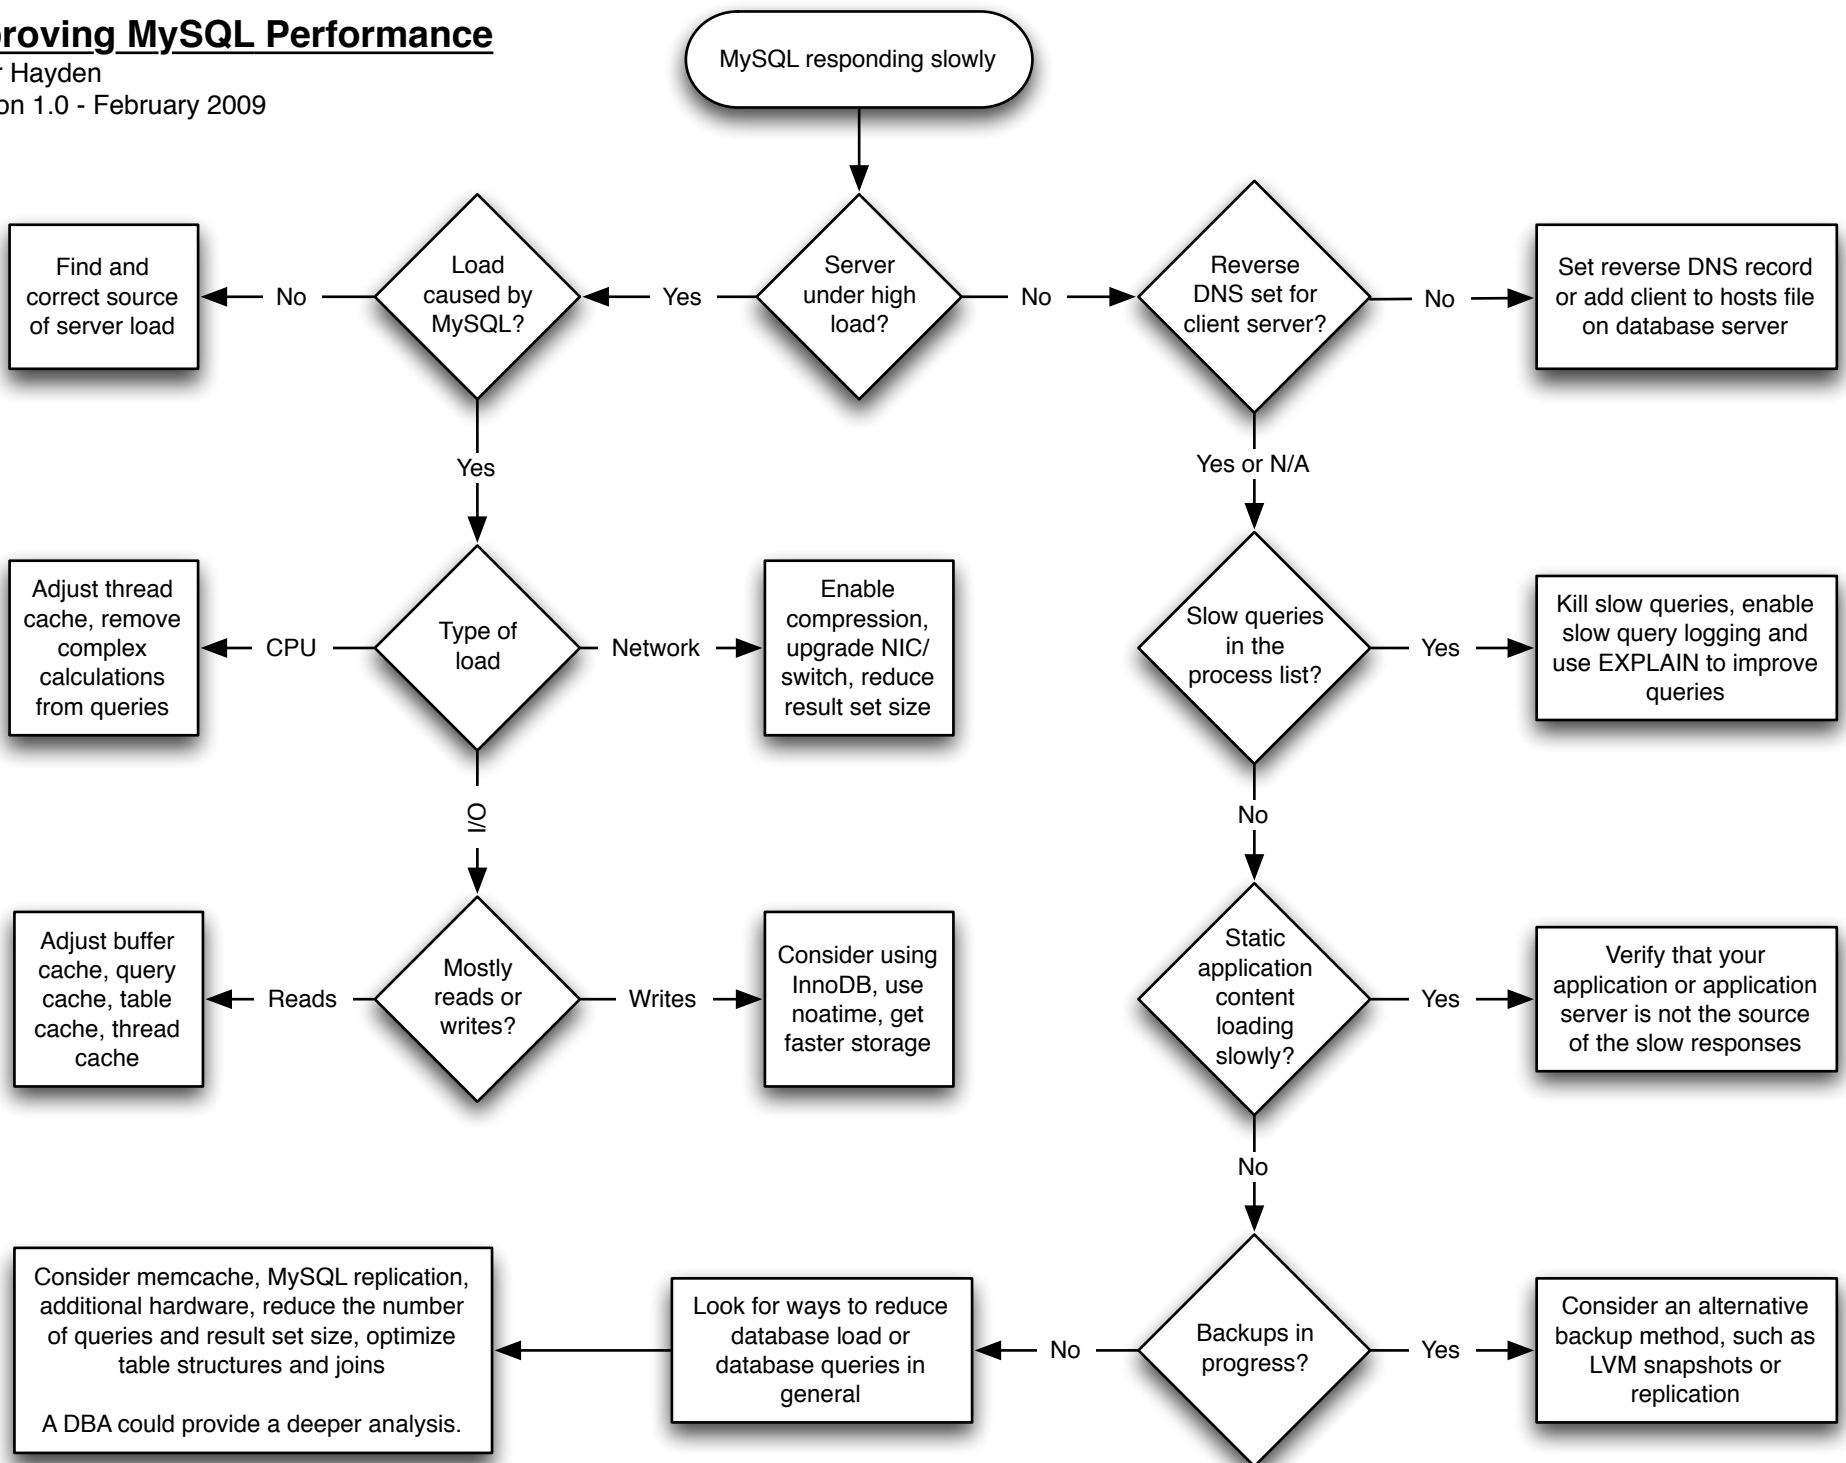 proving MySQL Performance
r Hayden
on 1.0 - February 2009
MySQL responding slowly
Find and
correct source
of server load
No
Load
caused by
MySQL?
Yes
Server
under high
load?
No
Reverse
DNS set for
client server?
No
Set reverse DNS record
or add client to hosts file
on database server
Yes
Yes or N/A
Adjust thread
cache, remove
complex
calculations
from queries
CPU
Type of
load
Network
Enable
compression,
upgrade NIC/
switch, reduce
result set size
Slow queries
in the
process list?
Yes
Kill slow queries, enable
slow query logging and
use EXPLAIN to improve
queries
I/O
No
Adjust buffer
cache, query
cache, table
cache, thread
cache
Reads
Mostly
reads or
writes?
Writes
Consider using
InnoDB, use
noatime, get
faster storage
Static
application
content
loading
slowly?
Yes
Verify that your
application or application
server is not the source
of the slow responses
No
Consider memcache, MySQL replication,
additional hardware, reduce the number
of queries and result set size, optimize
table structures and joins
A DBA could provide a deeper analysis.
Look for ways to reduce
database load or
database queries in
general
No
Backups in
progress?
Yes
Consider an alternative
backup method, such as
LVM snapshots or
replication